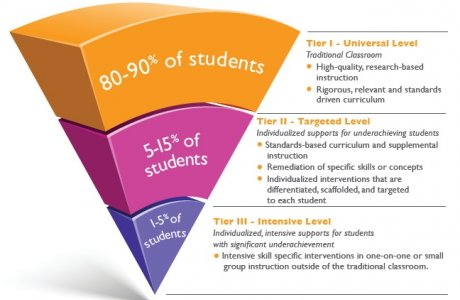 80-90% of students
Tier I - Universal Level
Traditional Classroom
High-quality, research-based
instruction
Rigorous, relevant and standards
driven curriculum
5-15% of
students
Tier II - Targeted Level
Individualized supports for underachieving students
Standards-based curriculum and supplemental
instruction
Remediation of specific skills or concepts
Individualized interventions that are
differentiated, scaffolded, and targeted
to each student
1-5% of
students
Tier III - Intensive Level
Individualized, intensive supports for students
with significant underachievement
Intensive skill specific interventions in one-on-one or small
group instruction outside of the traditional classroom.